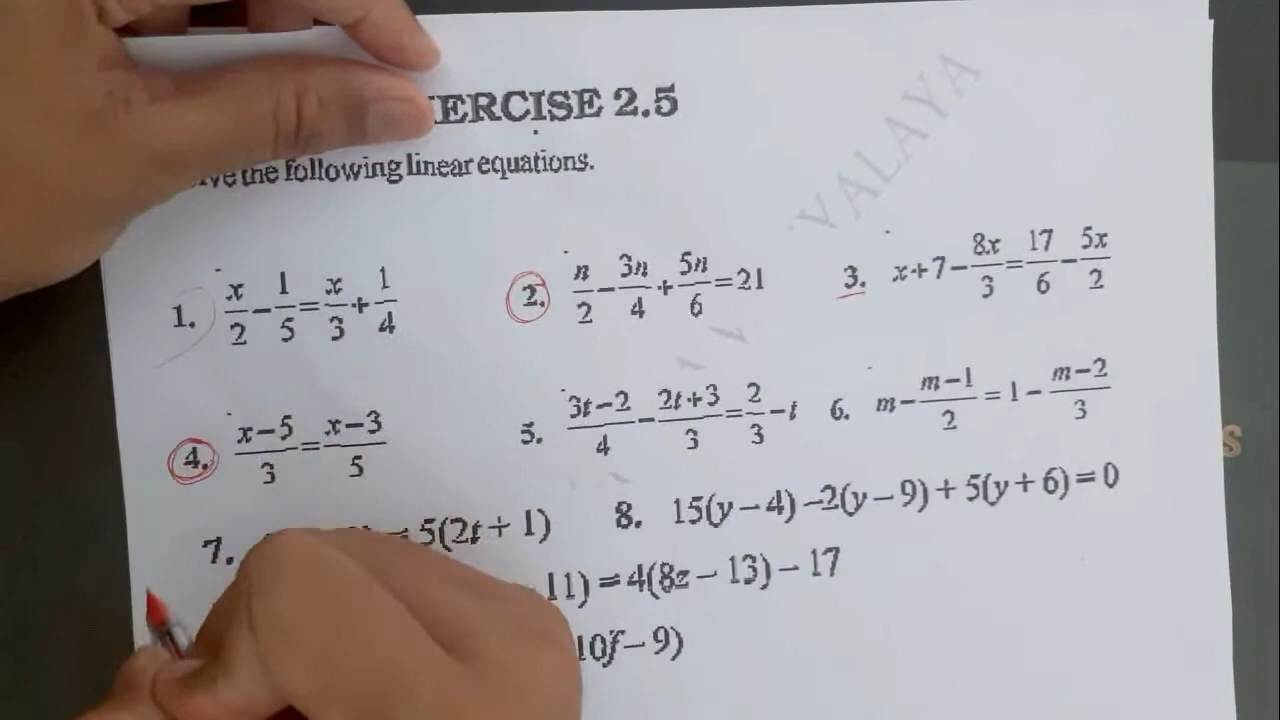 ERCISE 2.5
the following linear equations.
VALAYA
1. x/2 − 1/5 = x/3 + 1/4
2. n/2 − 3n/4 + 5n/6 = 21
3. x + 7 − 8x/3 = 17/6 − 5x/2
4. x−5/3 = x−3/5
5. 3t−2/4 − 2t+3/3 = 2/3 − t
6. m − m−1/2 = 1 − m−2/3
7. = 5(2t + 1)
8. 15(y − 4) −2(y − 9) + 5(y + 6) = 0
11) = 4(8z − 13) − 17
10f − 9)
S